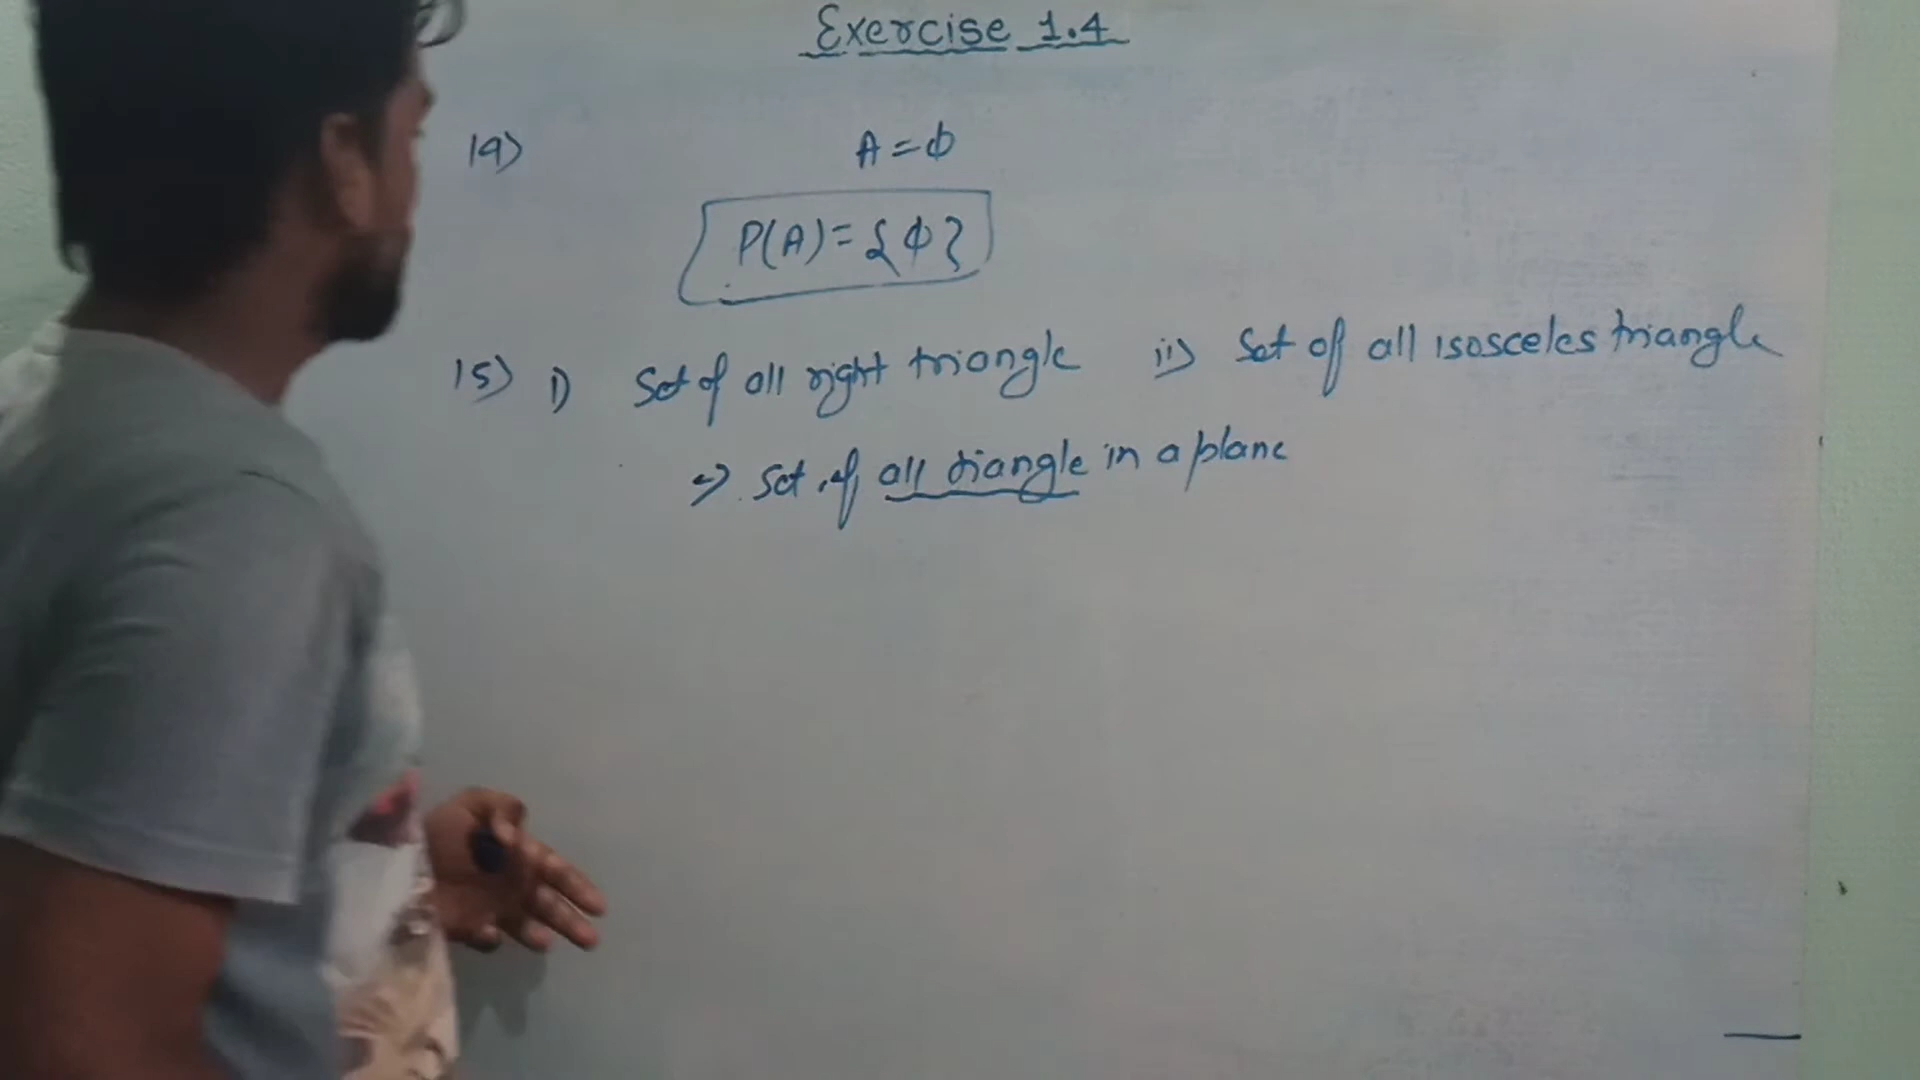 Exercise 1.4
14) A = ϕ
P(A) = {ϕ}
15) i) Set of all right triangle ii) Set of all isosceles triangle
=> Set of all triangle in a plane